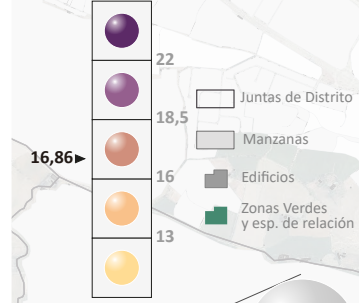 22
18,5
16,86
16
13
Juntas de Distrito
Manzanas
Edificios
Zonas Verdes
y esp. de relación